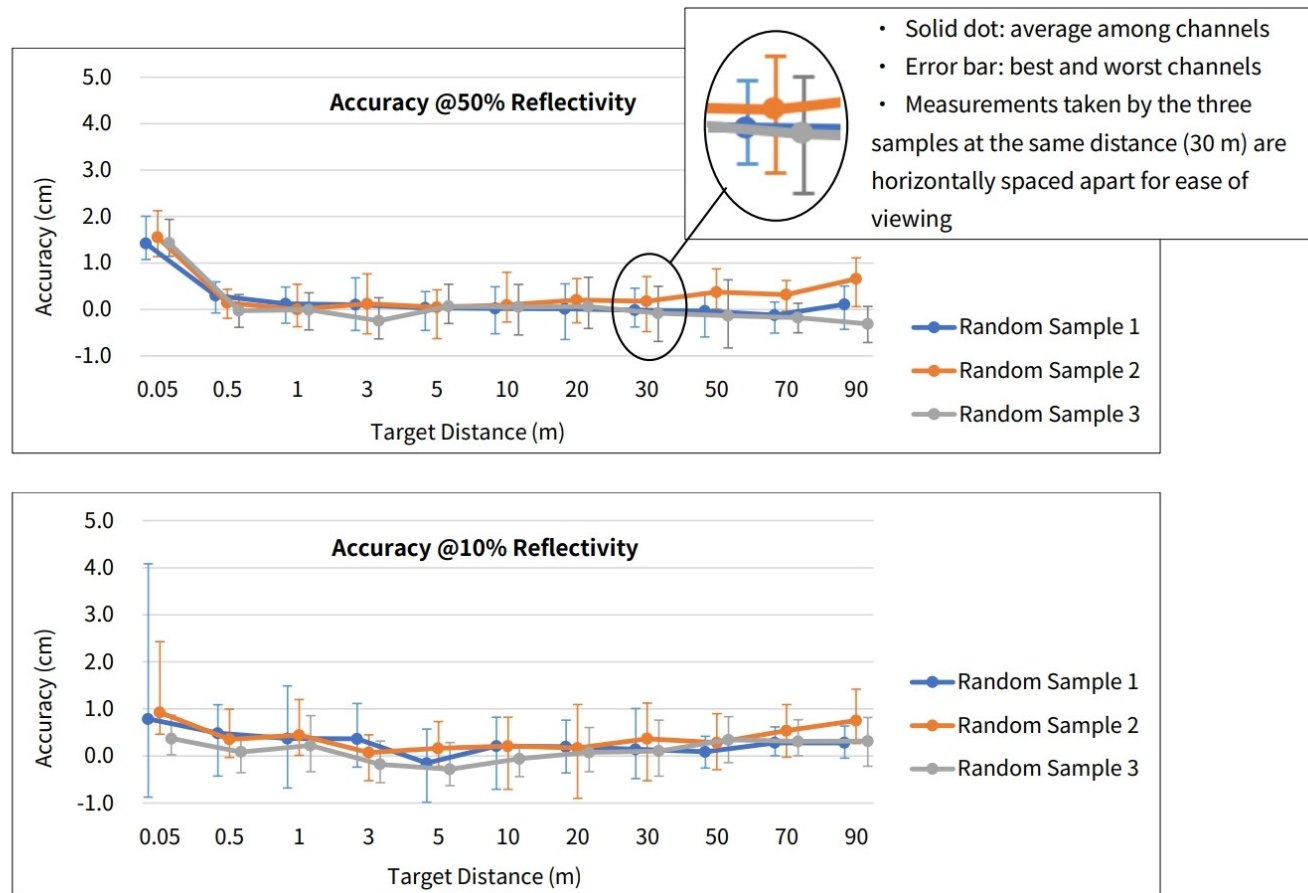 · Solid dot: average among channels
· Error bar: best and worst channels
· Measurements taken by the three
samples at the same distance (30 m) are
horizontally spaced apart for ease of
viewing
Accuracy @50% Reflectivity
Accuracy (cm)
5.0
4.0
3.0
2.0
1.0
0.0
-1.0
0.05 0.5 1 3 5 10 20 30 50 70 90
Target Distance (m)
Random Sample 1
Random Sample 2
Random Sample 3
Accuracy @10% Reflectivity
Accuracy (cm)
5.0
4.0
3.0
2.0
1.0
0.0
-1.0
0.05 0.5 1 3 5 10 20 30 50 70 90
Target Distance (m)
Random Sample 1
Random Sample 2
Random Sample 3